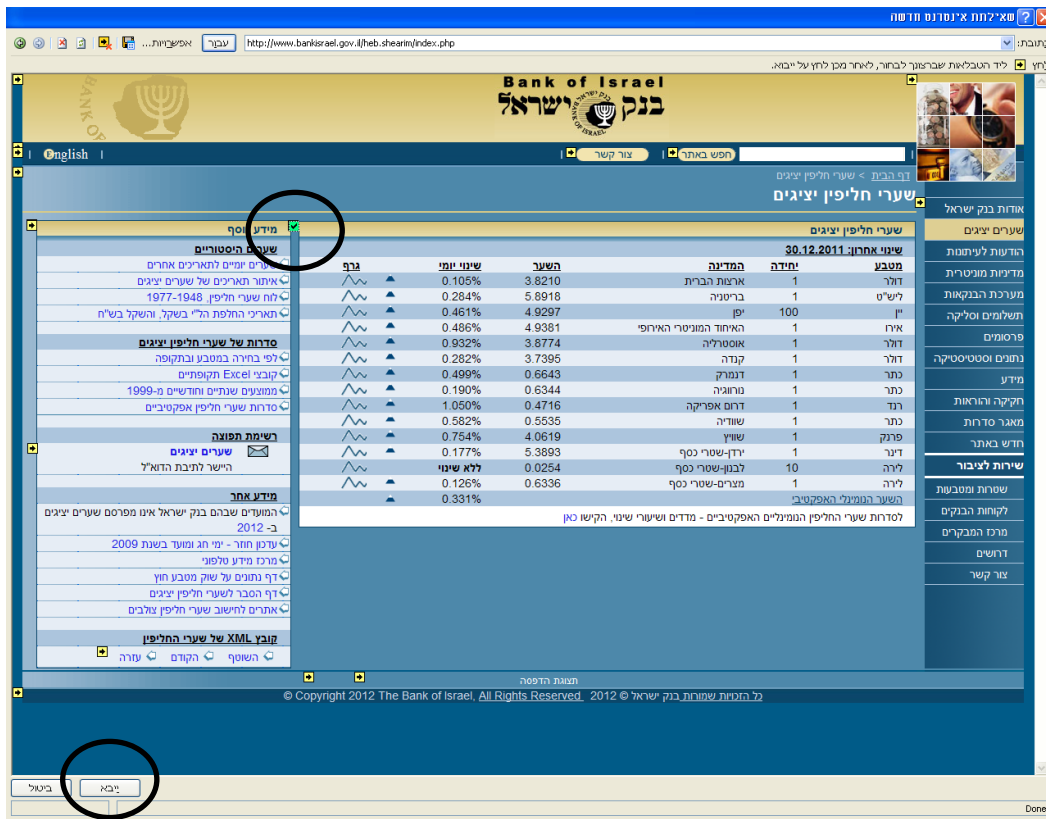 שאילתת אינטרנט חדשה
כתובת: http://www.bankisrael.gov.il/heb.shearim/index.php עבור אפשרויות...
לחץ ליד הטבלאות שברצונך לבחור, לאחר מכן לחץ על ייבוא.
Bank of Israel
בנק ישראל
BANK OF ISRAEL
BANK OF
חפש באתר | צור קשר | English
דף הבית > שערי חליפין יציגים
שערי חליפין יציגים
אודות בנק ישראל
שערים יציגים
הודעות לעיתונות
מדיניות מוניטרית
מערכת הבנקאות
תשלומים וסליקה
פרסומים
נתונים וסטטיסטיקה
מידע
חקיקה והוראות
מאגר סדרות
חדש באתר
שירות לציבור
שטרות ומטבעות
לקוחות הבנקים
מרכז המבקרים
דרושים
צור קשר
שערי חליפין יציגים
שינוי אחרון: 30.12.2011
מטבע יחידה המדינה השער שינוי יומי גרף
דולר 1 ארצות הברית 3.8210 0.105%
ליש"ט 1 בריטניה 5.8918 0.284%
יין 100 יפן 4.9297 0.461%
אירו 1 האיחוד המוניטרי האירופי 4.9381 0.486%
דולר 1 אוסטרליה 3.8774 0.932%
דולר 1 קנדה 3.7395 0.282%
כתר 1 דנמרק 0.6643 0.499%
כתר 1 נורווגיה 0.6344 0.190%
רנד 1 דרום אפריקה 0.4716 1.050%
כתר 1 שוודיה 0.5535 0.582%
פרנק 1 שוויץ 4.0619 0.754%
דינר 1 ירדן-שטרי כסף 5.3893 0.177%
לירה 10 לבנון-שטרי כסף 0.0254 ללא שינוי
לירה 1 מצרים-שטרי כסף 0.6336 0.126%
השער הנומינלי האפקטיבי 0.331%
לסדרות שערי החליפין הנומינליים האפקטיביים - מדדים ושיעורי שינוי, הקישו כאן
מידע נוסף
שערים היסטוריים
שערים יומיים לתאריכים אחרים
איתור תאריכים של שערים יציגים
לוח שערי חליפין, 1977-1948
תאריכי החלפת הל"י בשקל, והשקל בש"ח
סדרות של שערי חליפין יציגים
לפי בחירה במטבע ובתקופה
קובצי Excel תקופתיים
ממוצעים שנתיים וחודשיים מ-1999
סדרות שערי חליפין אפקטיביים
רשימת תפוצה
שערים יציגים
היישר לתיבת הדוא"ל
מידע אחר
המועדים שבהם בנק ישראל אינו מפרסם שערים יציגים
ב- 2012
עדכון חוזר - ימי חג ומועד בשנת 2009
מרכז מידע טלפוני
דף נתונים על שוק מטבע חוץ
דף הסבר לשערי חליפין יציגים
אתרים לחישוב שערי חליפין צולבים
קובץ XML של שערי החליפין
השוטף הקודם עזרה
תצוגת הדפסה
כל הזכויות שמורות בנק ישראל © 2012 Copyright 2012 The Bank of Israel, All Rights Reserved ©
ייבא ביטול
Done